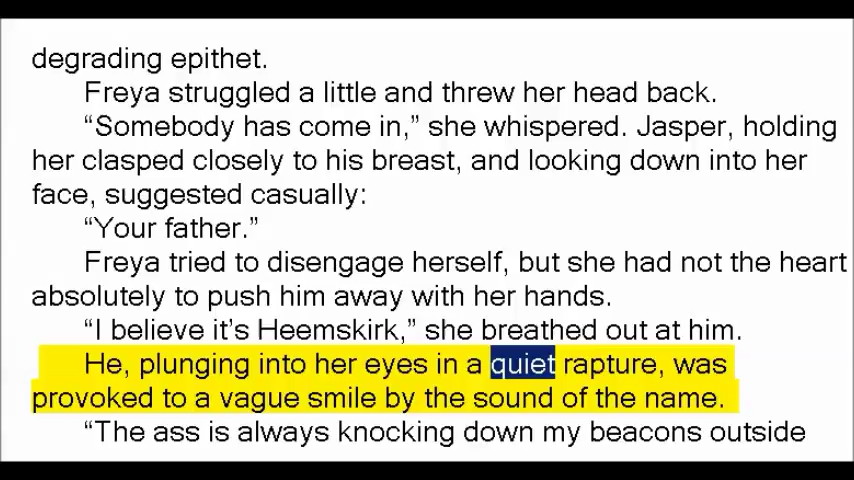 degrading epithet.
Freya struggled a little and threw her head back.
“Somebody has come in,” she whispered. Jasper, holding
her clasped closely to his breast, and looking down into her
face, suggested casually:
“Your father.”
Freya tried to disengage herself, but she had not the heart
absolutely to push him away with her hands.
“I believe it’s Heemskirk,” she breathed out at him.
He, plunging into her eyes in a quiet rapture, was
provoked to a vague smile by the sound of the name.
“The ass is always knocking down my beacons outside